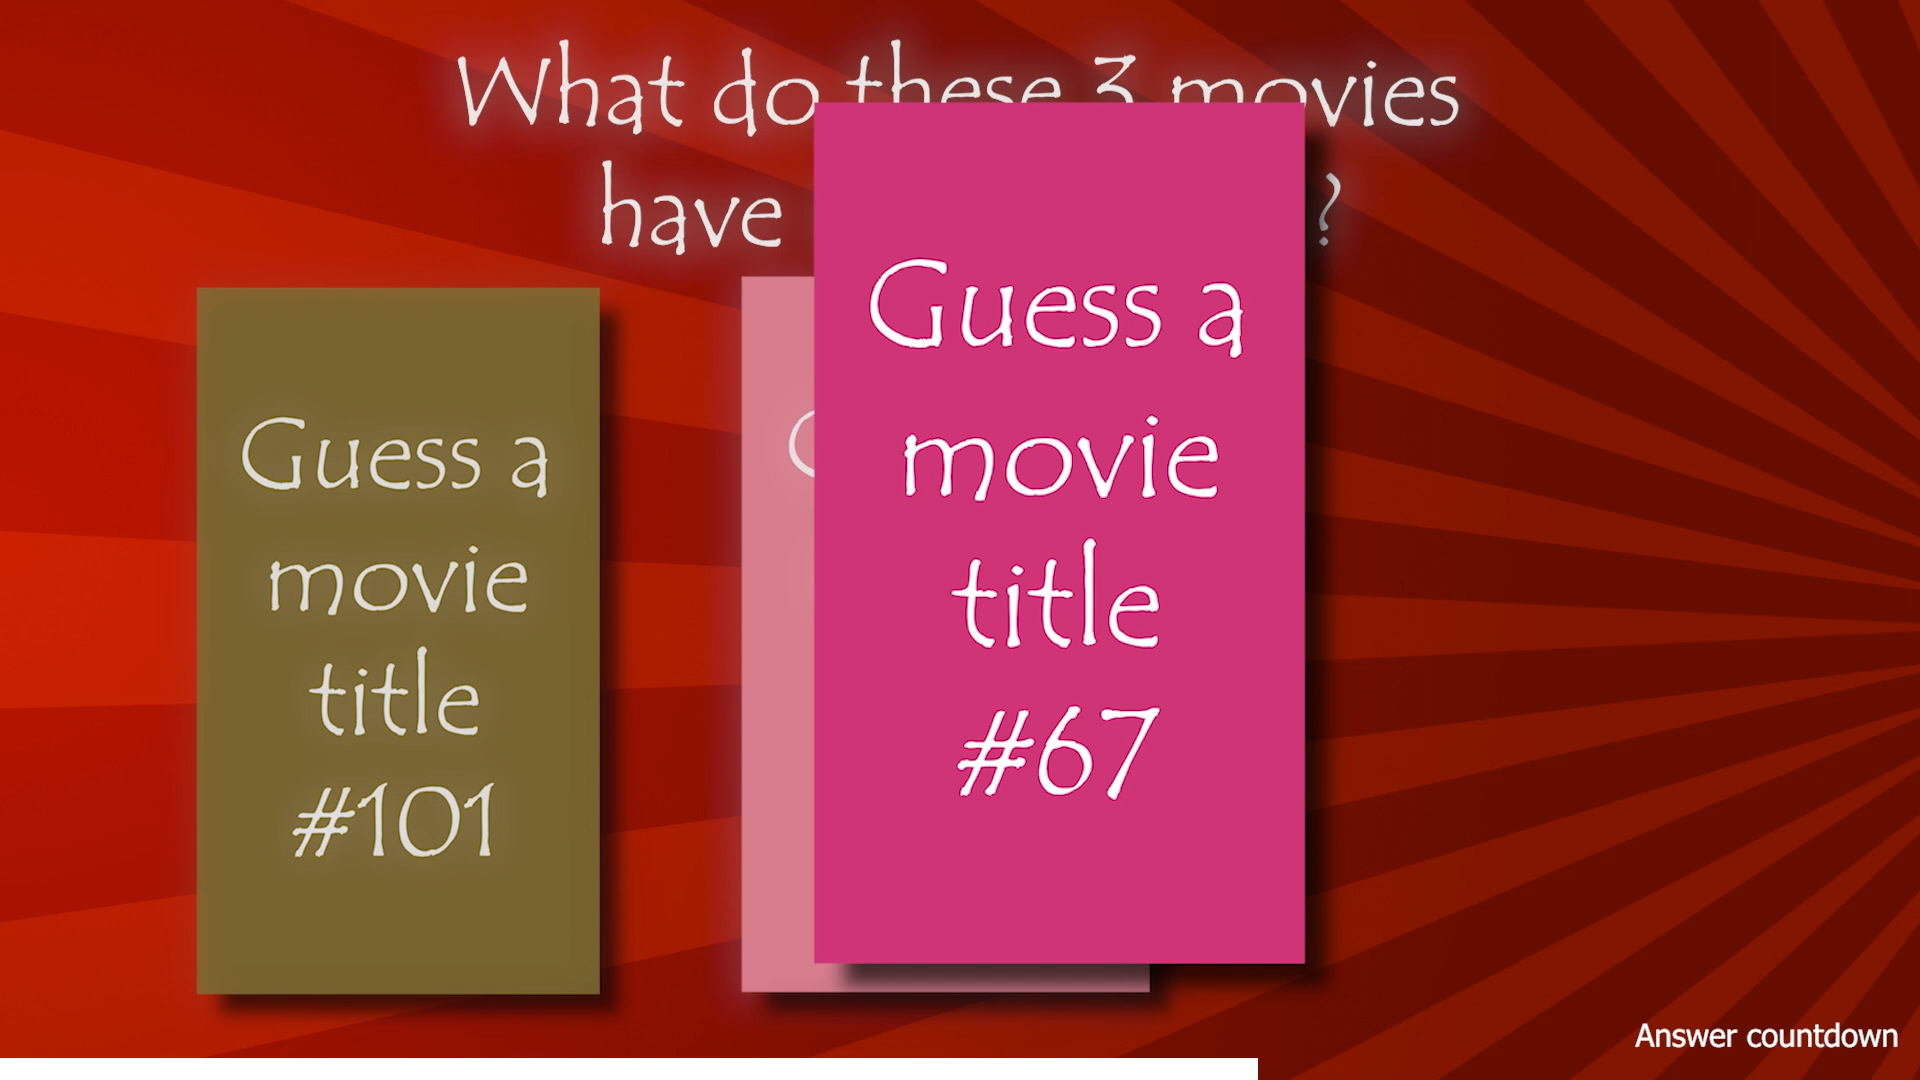 What do these 3 movies
have ?
Guess a
movie
title
#101
Guess a
movie
title
#67
Answer countdown